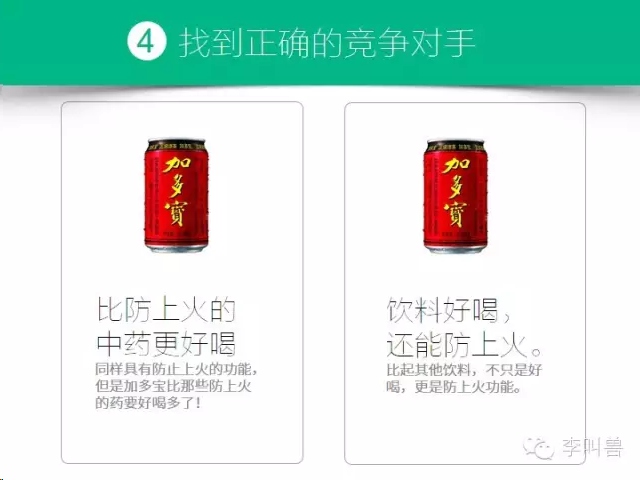 4 找到正确的竞争对手
加多寶
比防上火的
中药更好喝
同样具有防止上火的功能，
但是加多宝比那些防上火
的药要好喝多了！
加多寶
饮料好喝，
还能防上火。
比起其他饮料，不只是好
喝，更是防上火功能。
李叫兽